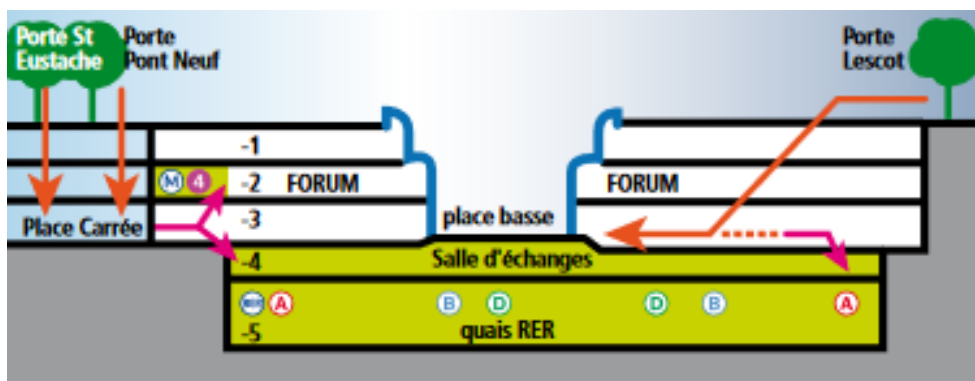 Porte St
Eustache
Porte
Pont Neuf
Porte
Lescot
-1
M 4
-2 FORUM
FORUM
Place Carrée
-3
place basse
-4
Salle d'échanges
RER A
B
D
D
B
A
-5
quais RER